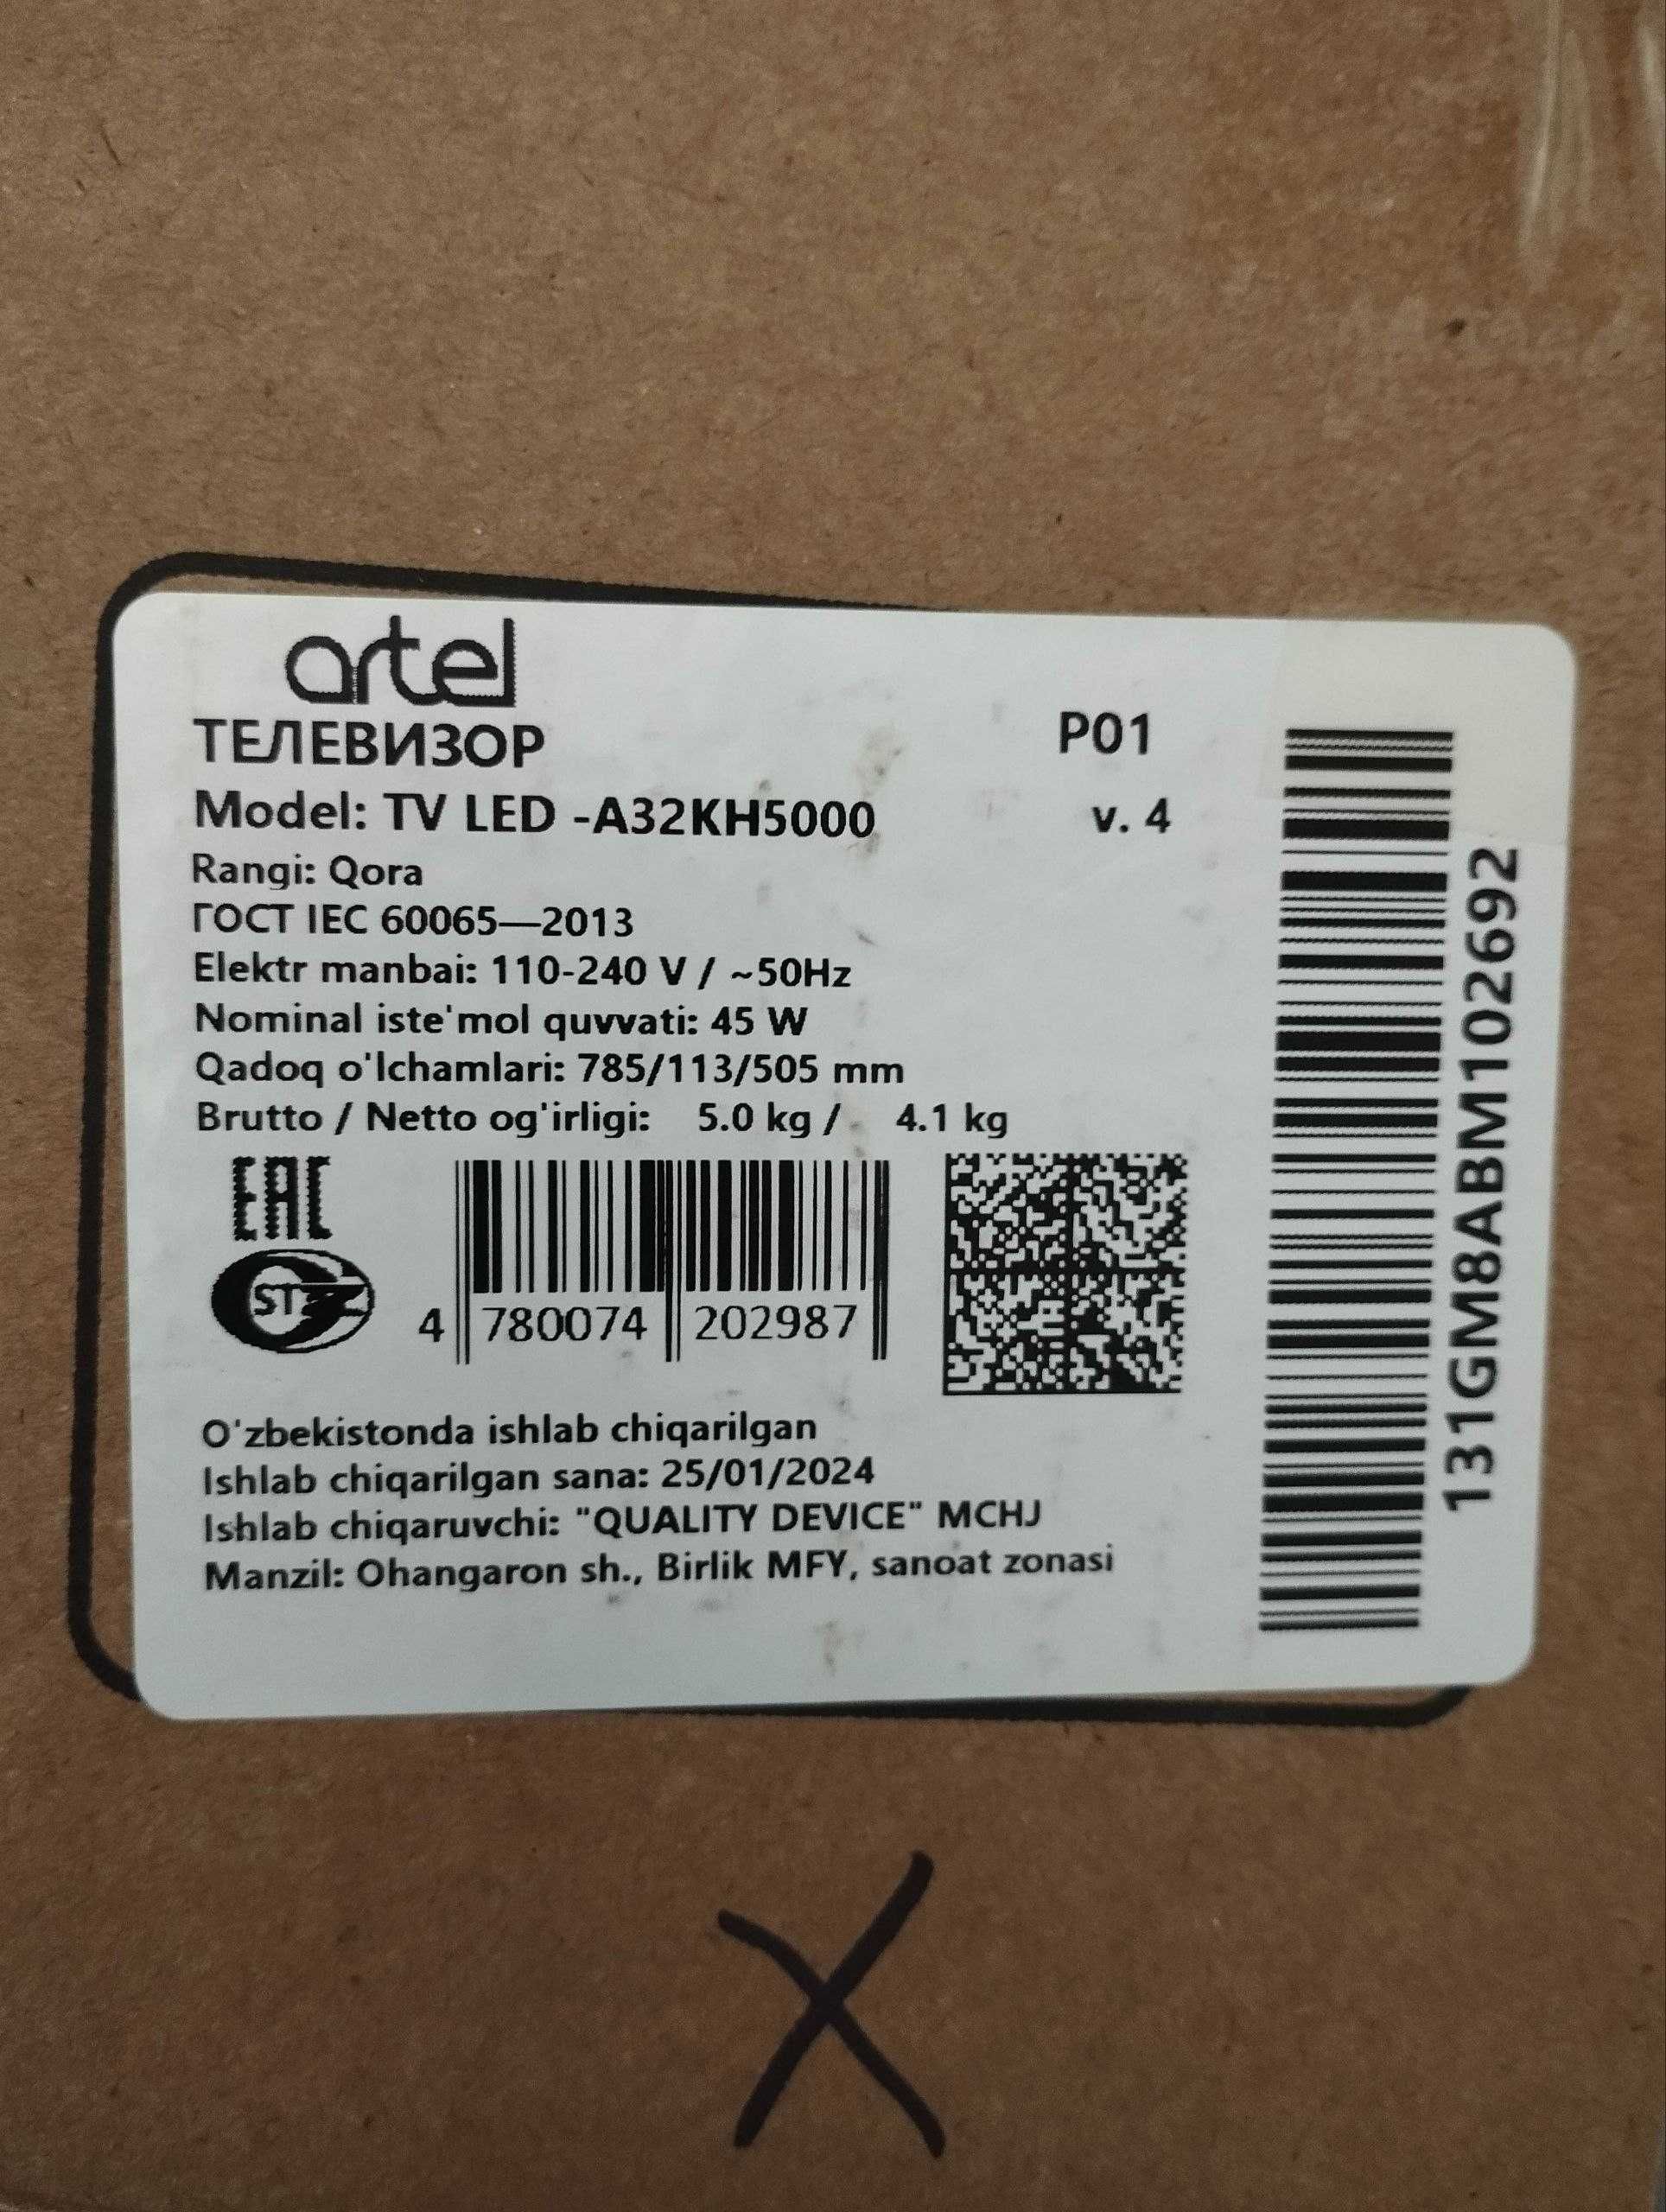 artel
ТЕЛЕВИЗОР
P01
Model: TV LED -A32KH5000
v. 4
Rangi: Qora
ГОСТ IEC 60065—2013
Elektr manbai: 110-240 V / ~50Hz
Nominal iste'mol quvvati: 45 W
Qadoq o'lchamlari: 785/113/505 mm
Brutto / Netto og'irligi: 5.0 kg / 4.1 kg
EAC
ST
4 780074 202987
O'zbekistonda ishlab chiqarilgan
Ishlab chiqarilgan sana: 25/01/2024
Ishlab chiqaruvchi: "QUALITY DEVICE" MCHJ
Manzil: Ohangaron sh., Birlik MFY, sanoat zonasi
131GM8ABM102692
X